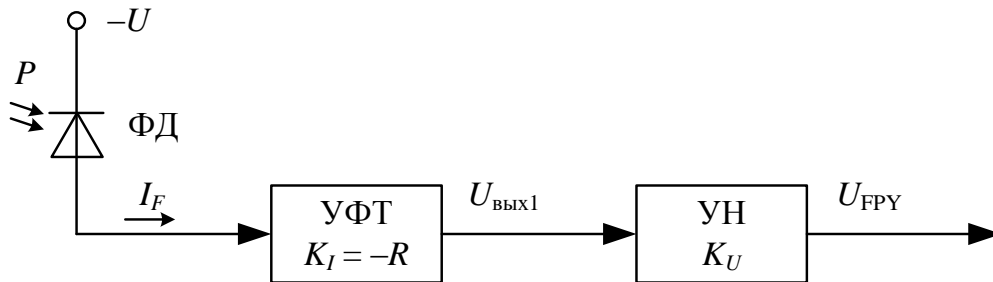 –U
P
ФД
I_F
УФТ
K_I = –R
U_вых1
УН
K_U
U_FPY